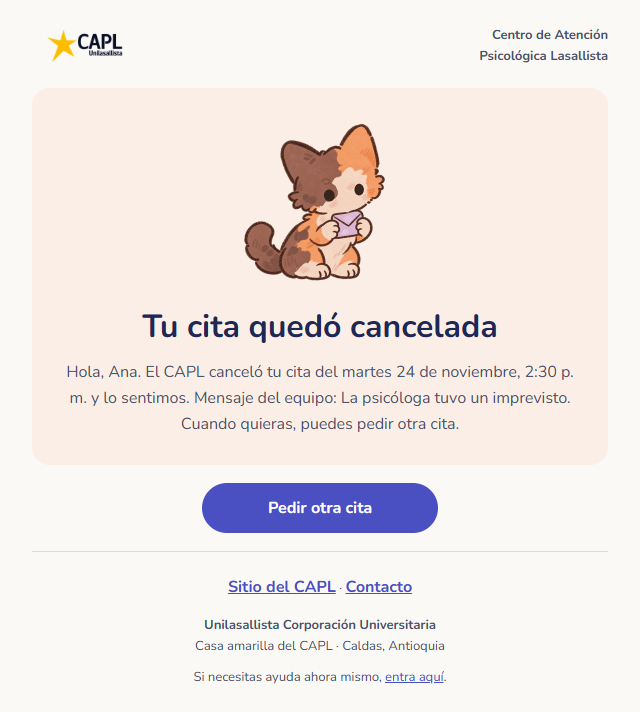 CAPL
Unilasallista
Centro de Atención
Psicológica Lasallista
Tu cita quedó cancelada
Hola, Ana. El CAPL canceló tu cita del martes 24 de noviembre, 2:30 p.
m. y lo sentimos. Mensaje del equipo: La psicóloga tuvo un imprevisto.
Cuando quieras, puedes pedir otra cita.
Pedir otra cita
Sitio del CAPL · Contacto
Unilasallista Corporación Universitaria
Casa amarilla del CAPL · Caldas, Antioquia
Si necesitas ayuda ahora mismo, entra aquí.